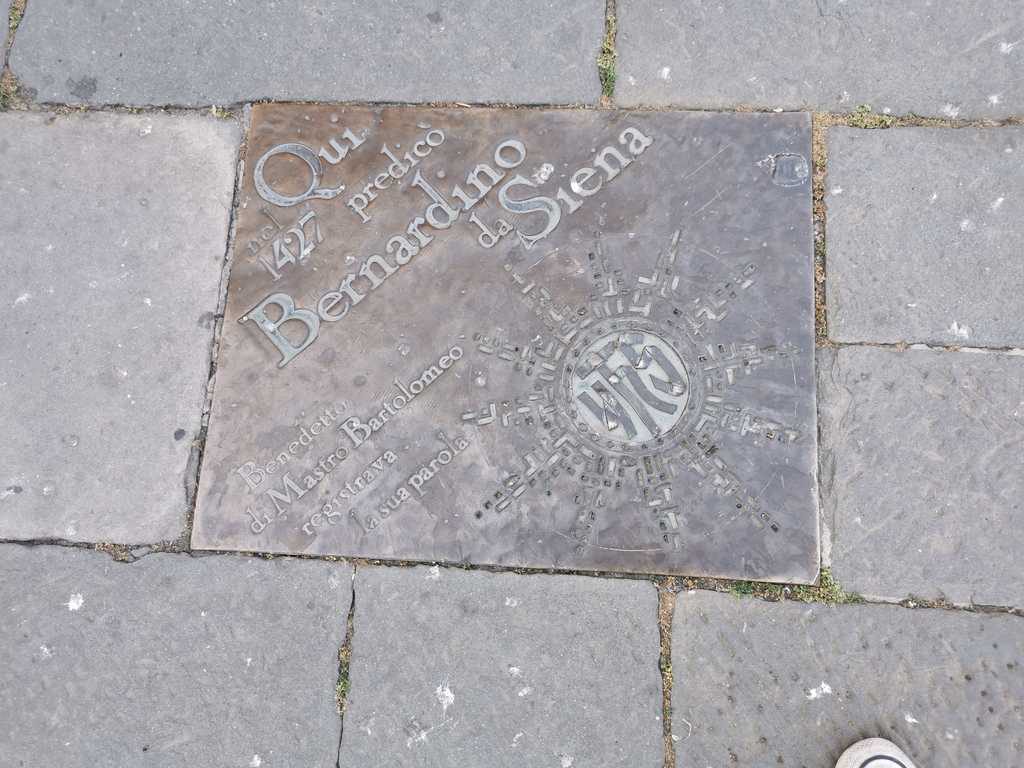 Qui
nel
1427
predicò
Bernardino
da Siena
Benedetto
di Mastro Bartolomeo
registrava
la sua parola